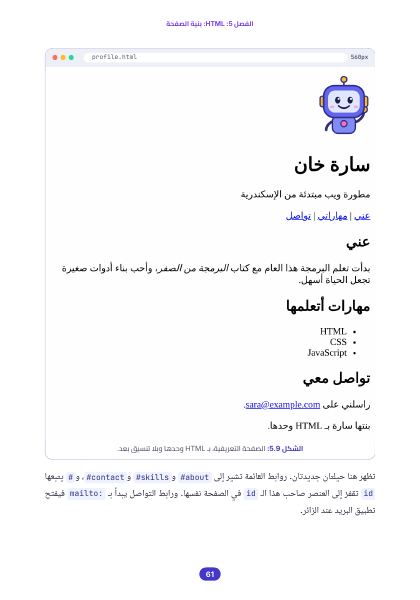 الفصل 5: HTML: بنية الصفحة
profile.html
560px
سارة خان
مطورة ويب مبتدئة من الإسكندرية
عني | مهاراتي | تواصل
عني
بدأت تعلم البرمجة هذا العام مع كتاب البرمجة من الصفر، وأحب بناء أدوات صغيرة
تجعل الحياة أسهل.
مهارات أتعلمها
• HTML
• CSS
• JavaScript
تواصل معي
راسلني على sara@example.com.
بنتها سارة بـ HTML وحدها.
الشكل 5.9: الصفحة التعريفية، بـ HTML وحدها وبلا تنسيق بعد.
تظهر هنا حيلتان جديدتان. روابط القائمة تشير إلى #about و #skills و #contact، و # يتبعها
id تقفز إلى العنصر صاحب هذا الـ id في الصفحة نفسها. ورابط التواصل يبدأ بـ mailto: فيفتح
تطبيق البريد عند الزائر.
61